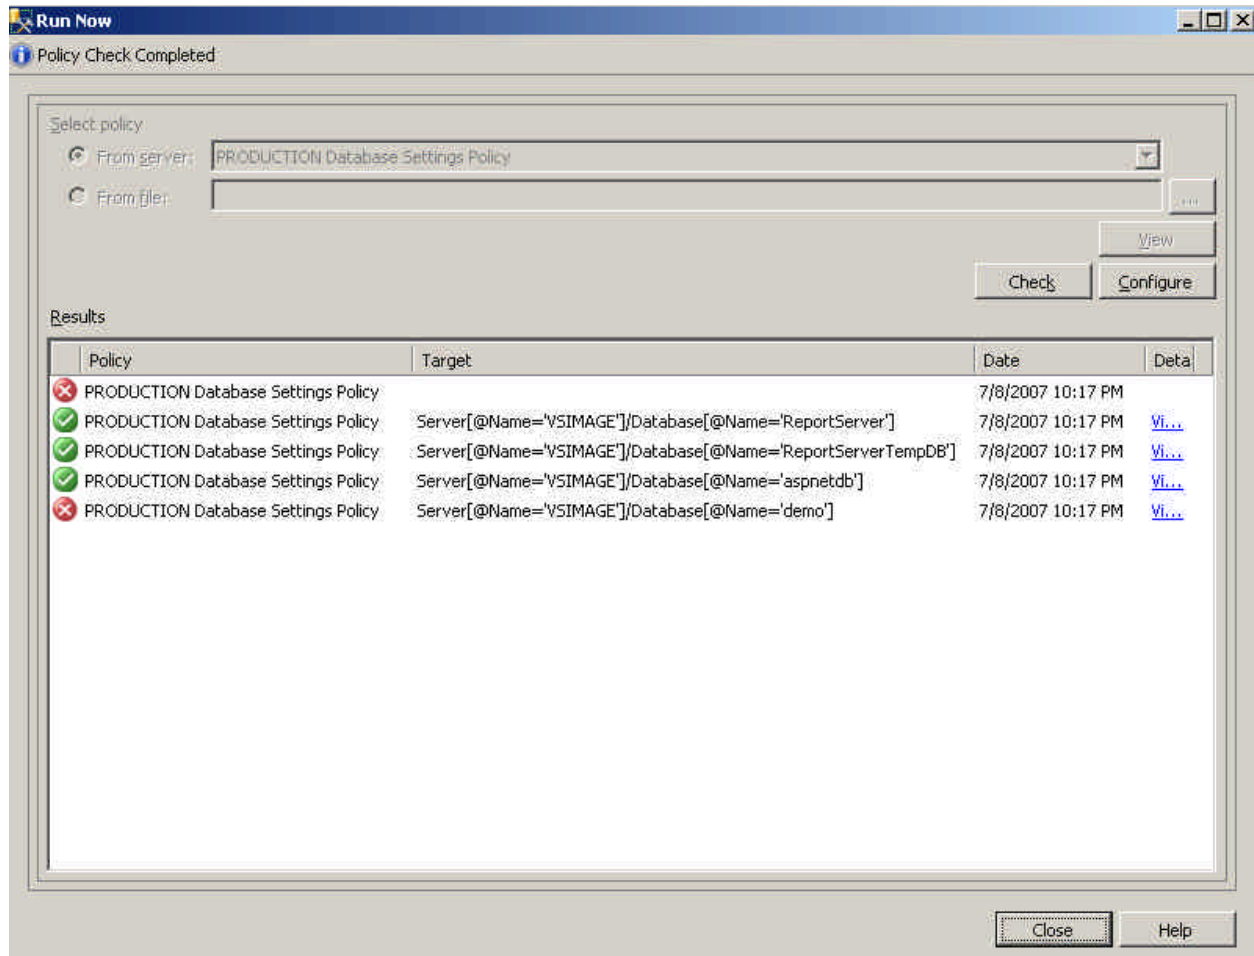 Run Now
Policy Check Completed
Select policy
From server: PRODUCTION Database Settings Policy
From file: ...
View
Check Configure
Results
Policy Target Date Deta
PRODUCTION Database Settings Policy 7/8/2007 10:17 PM
PRODUCTION Database Settings Policy Server[@Name='VSIMAGE']/Database[@Name='ReportServer'] 7/8/2007 10:17 PM Vi...
PRODUCTION Database Settings Policy Server[@Name='VSIMAGE']/Database[@Name='ReportServerTempDB'] 7/8/2007 10:17 PM Vi...
PRODUCTION Database Settings Policy Server[@Name='VSIMAGE']/Database[@Name='aspnetdb'] 7/8/2007 10:17 PM Vi...
PRODUCTION Database Settings Policy Server[@Name='VSIMAGE']/Database[@Name='demo'] 7/8/2007 10:17 PM Vi...
Close Help